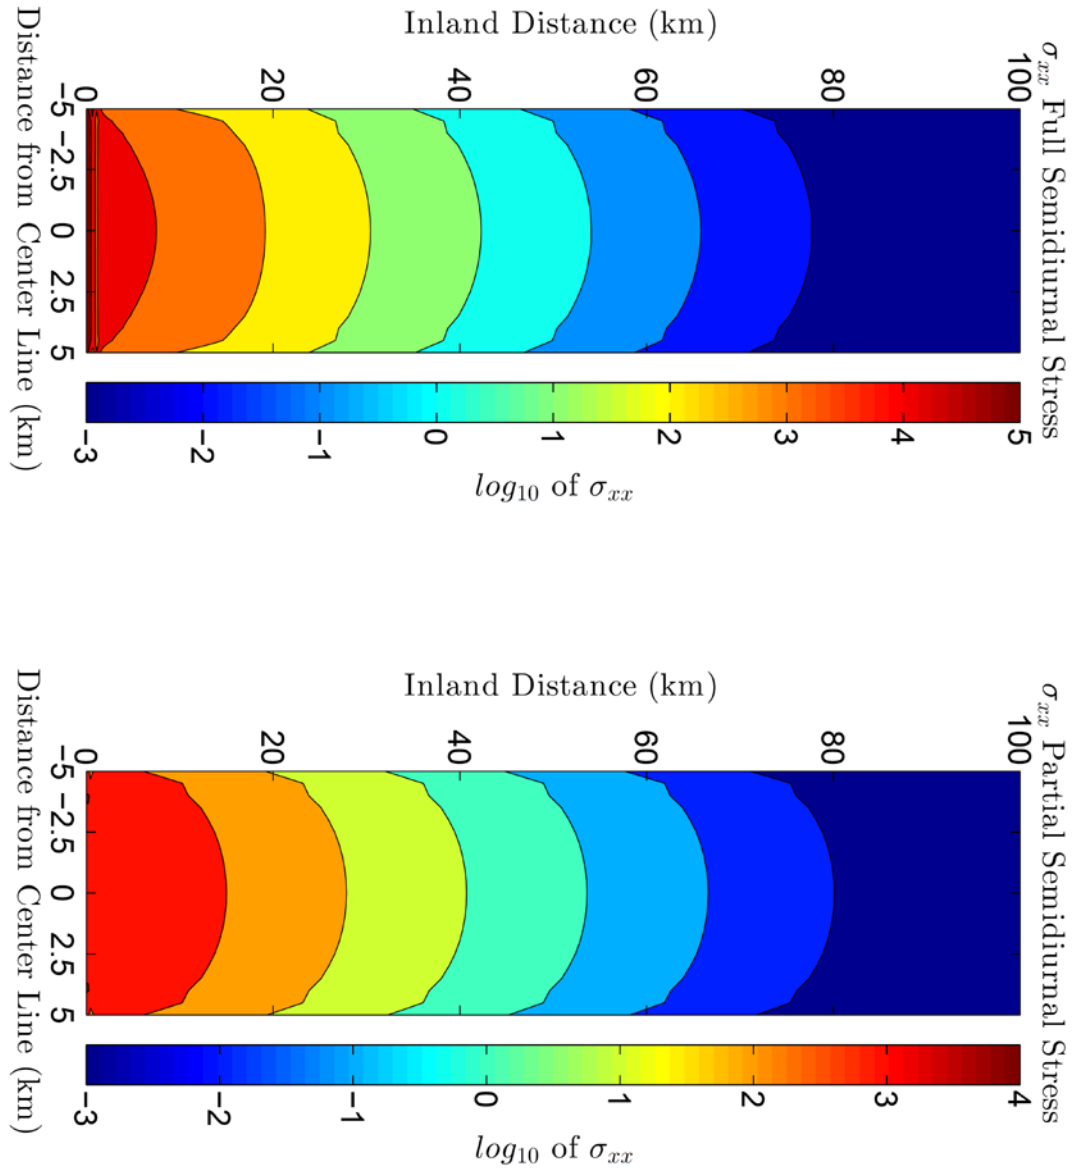 σxx Full Semidiurnal Stress
Inland Distance (km)
0 20 40 60 80 100
-5 -2.5 0 2.5 5
Distance from Center Line (km)
-3 -2 -1 0 1 2 3 4 5
log10 of σxx
σxx Partial Semidiurnal Stress
Inland Distance (km)
0 20 40 60 80 100
-5 -2.5 0 2.5 5
Distance from Center Line (km)
-3 -2 -1 0 1 2 3 4
log10 of σxx